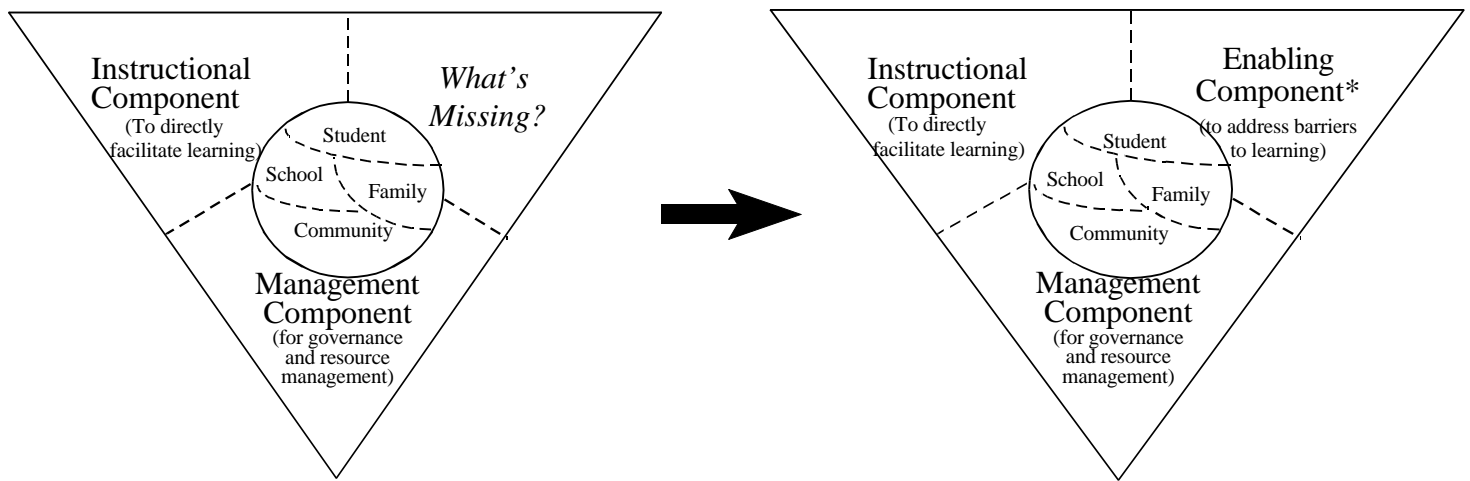 Instructional
Component
(To directly
facilitate learning)
What's
Missing?
Student
School
Family
Community
Management
Component
(for governance
and resource
management)
Instructional
Component
(To directly
facilitate learning)
Enabling
Component*
(to address barriers
to learning)
Student
School
Family
Community
Management
Component
(for governance
and resource
management)